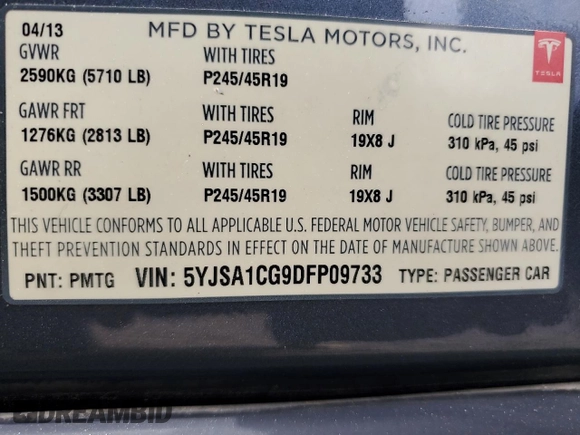 04/13 MFD BY TESLA MOTORS, INC.
GVWR WITH TIRES
2590KG (5710 LB) P245/45R19
TESLA
GAWR FRT WITH TIRES RIM COLD TIRE PRESSURE
1276KG (2813 LB) P245/45R19 19X8 J 310 kPa, 45 psi
GAWR RR WITH TIRES RIM COLD TIRE PRESSURE
1500KG (3307 LB) P245/45R19 19X8 J 310 kPa, 45 psi
THIS VEHICLE CONFORMS TO ALL APPLICABLE U.S. FEDERAL MOTOR VEHICLE SAFETY, BUMPER, AND
THEFT PREVENTION STANDARDS IN EFFECT ON THE DATE OF MANUFACTURE SHOWN ABOVE.
PNT: PMTG VIN: 5YJSA1CG9DFP09733 TYPE: PASSENGER CAR
DREAMBID